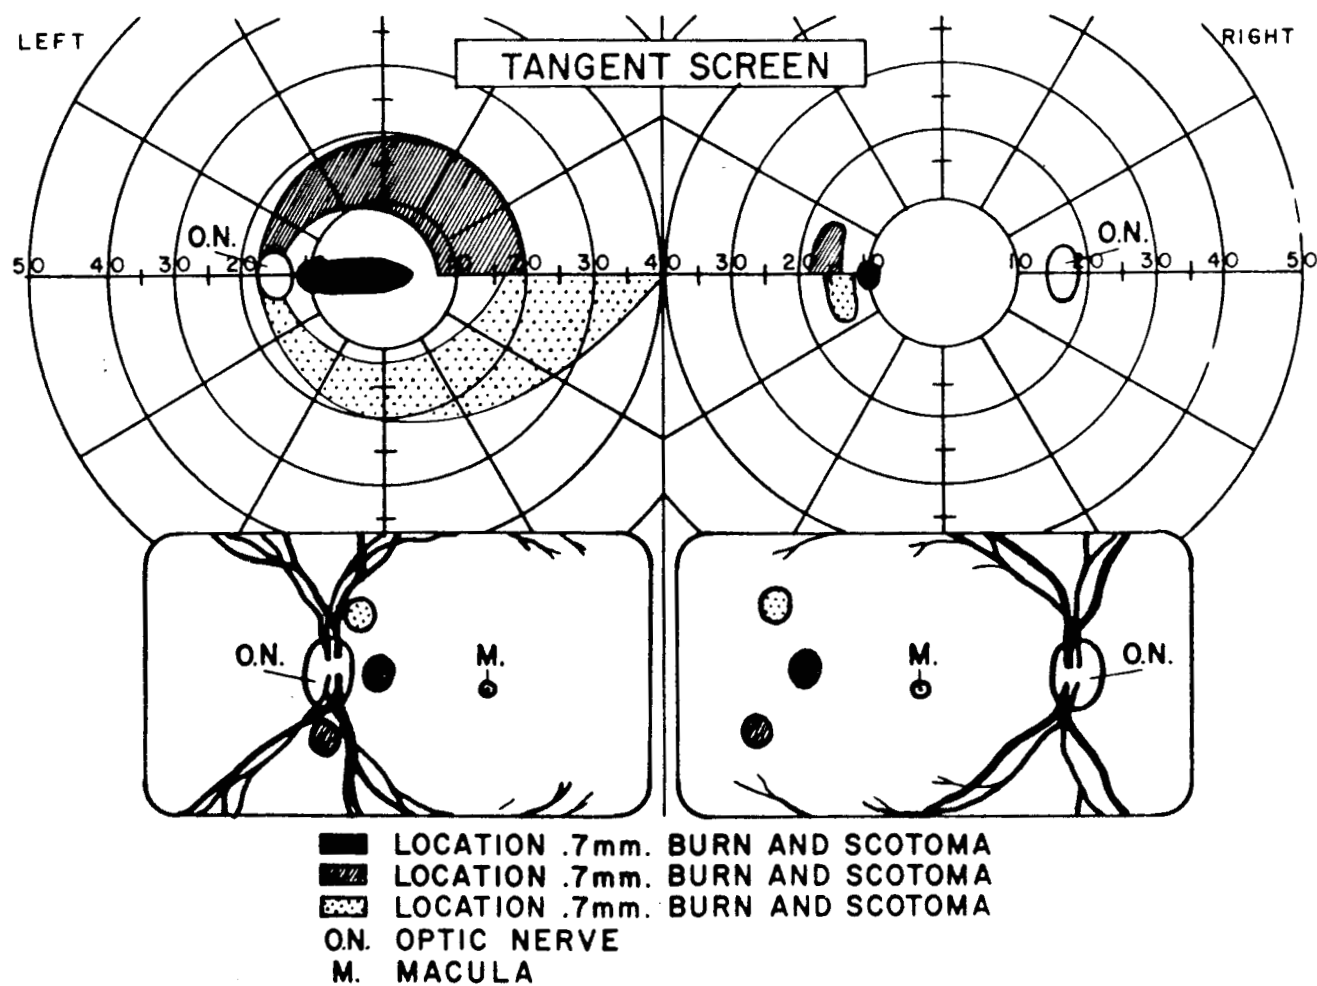 LEFT
RIGHT
TANGENT SCREEN
O.N.
O.N.
50 40 30 20 10 10 20 30 40 30 20 10 10 20 30 40 50
O.N.
M.
M.
O.N.
LOCATION .7mm. BURN AND SCOTOMA
LOCATION .7mm. BURN AND SCOTOMA
LOCATION .7mm. BURN AND SCOTOMA
O.N. OPTIC NERVE
M. MACULA